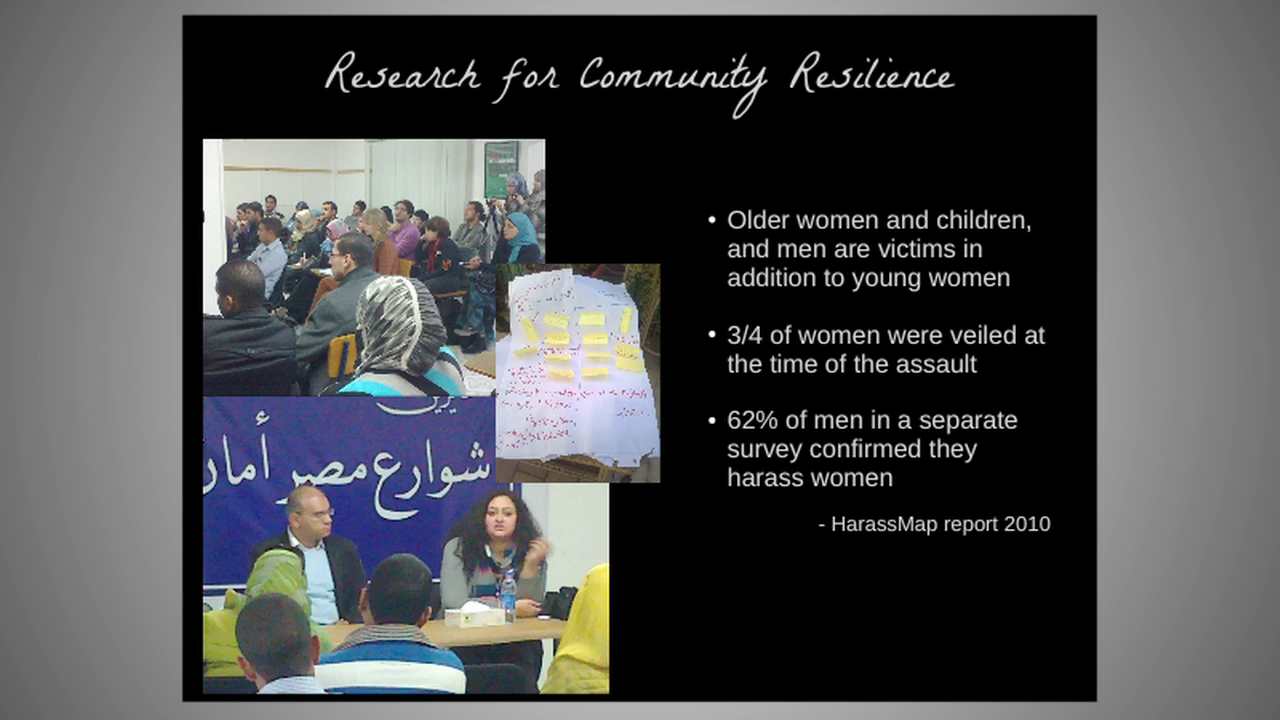 Research for Community Resilience
شوارع مصر أمان
• Older women and children,
and men are victims in
addition to young women
• 3/4 of women were veiled at
the time of the assault
• 62% of men in a separate
survey confirmed they
harass women
- HarassMap report 2010